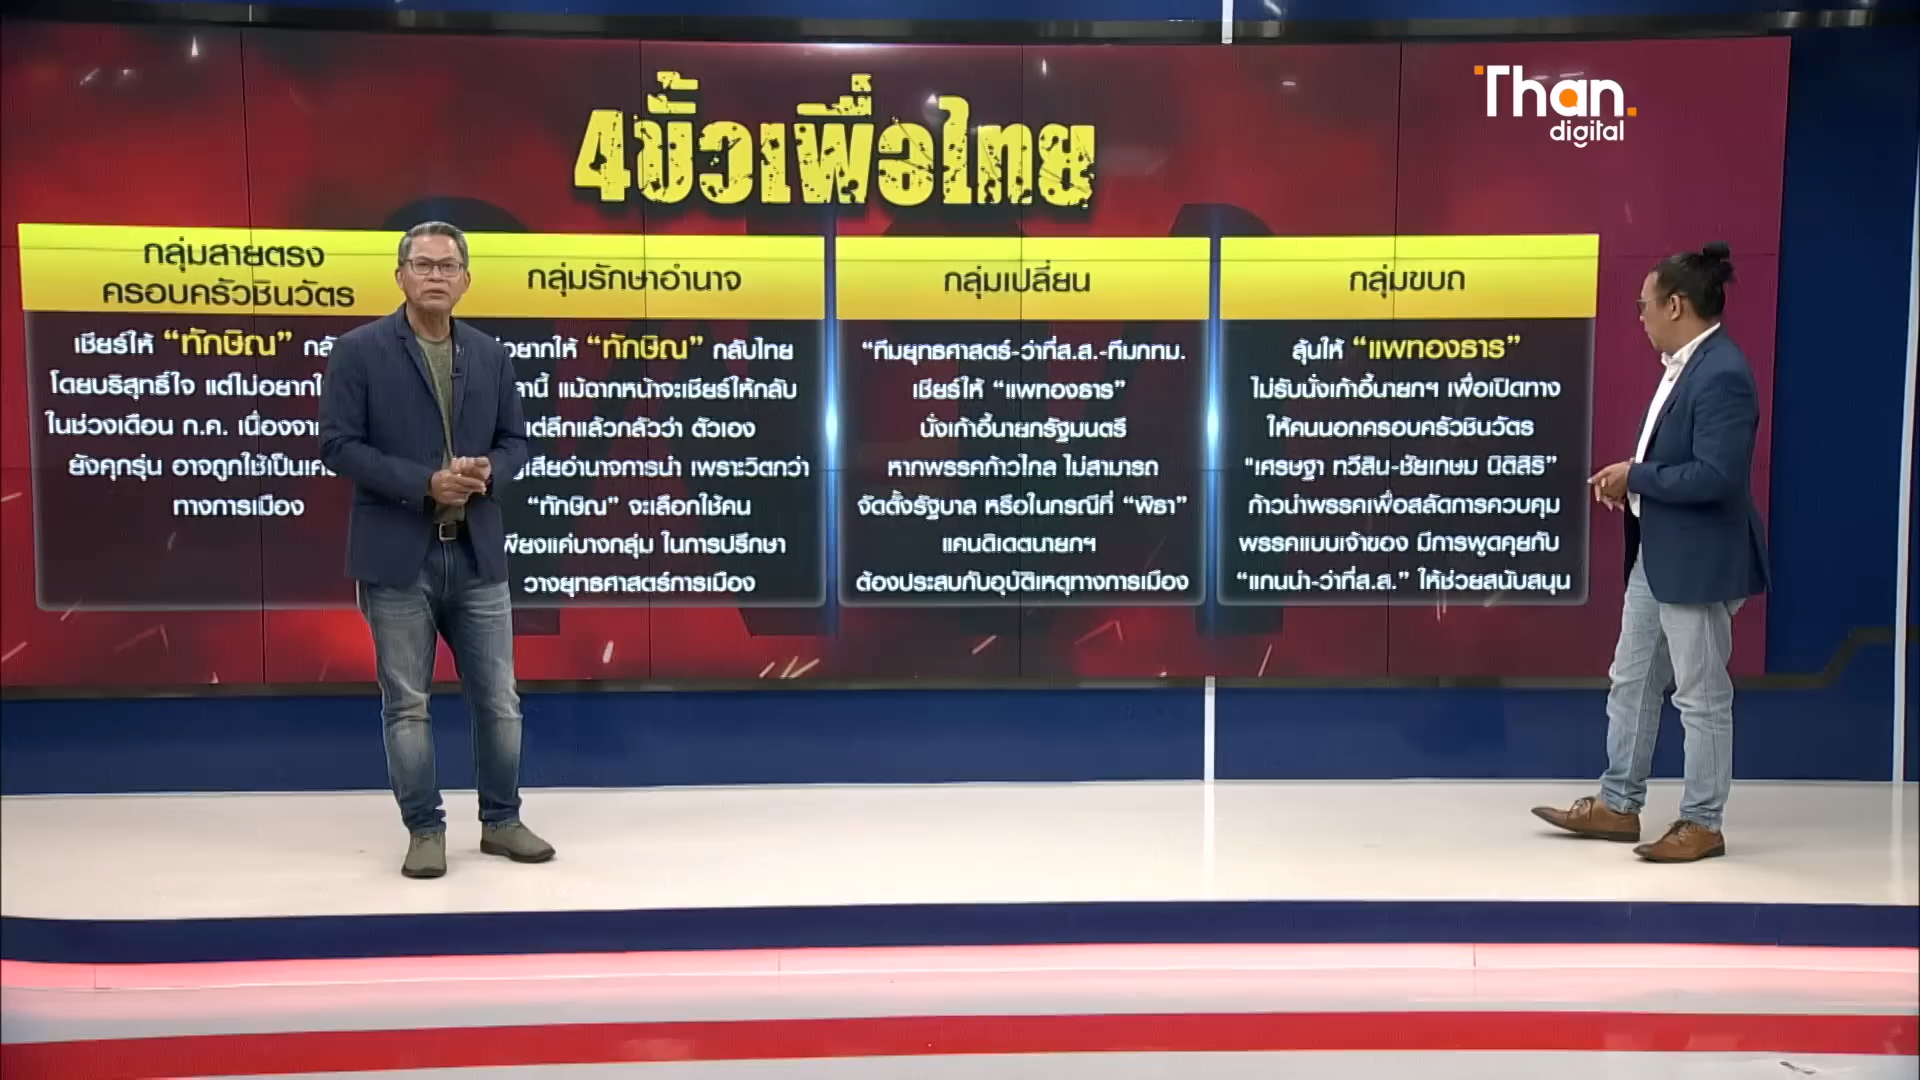 4ขั้วเพื่อไทย
Than.
digital
กลุ่มสายตรง
ครอบครัวชินวัตร
เชียร์ให้ “ทักษิณ”
โดยบริสุทธิ์ใจ แต่ไม่อยาก
ในช่วงเดือน ก.ค.
ยังคุกรุ่น อาจถูกใช้เป็น
ทางการเมือง
กลุ่มรักษาอำนาจ
“ทักษิณ” กลับไทย
แม้ฉากหน้าจะเชียร์ให้กลับ
แต่ลึกแล้วกลัวว่า ตัวเอง
สูญเสียอำนาจการนำ เพราะวิตกว่า
“ทักษิณ” จะเลือกใช้คน
เพียงแค่บางกลุ่ม ในการปรึกษา
วางยุทธศาสตร์การเมือง
กลุ่มเปลี่ยน
“ทีมยุทธศาสตร์-ว่าที่ส.ส.-ทีมกทม.
เชียร์ให้ “แพทองธาร”
นั่งเก้าอี้นายกรัฐมนตรี
หากพรรคก้าวไกล ไม่สามารถ
จัดตั้งรัฐบาล หรือในกรณีที่ “พิธา”
แคนดิเดตนายกฯ
ต้องประสบกับอุบัติเหตุทางการเมือง
กลุ่มขบถ
ลุ้นให้ “แพทองธาร”
ไม่รับนั่งเก้าอี้นายกฯ เพื่อเปิดทาง
ให้คนนอกครอบครัวชินวัตร
"เศรษฐา ทวีสิน-ชัยเกษม นิติสิริ”
ก้าวนำพรรคเพื่อสลัดการควบคุม
พรรคแบบเจ้าของ มีการพูดคุยกับ
“แกนนำ-ว่าที่ส.ส.” ให้ช่วยสนับสนุน